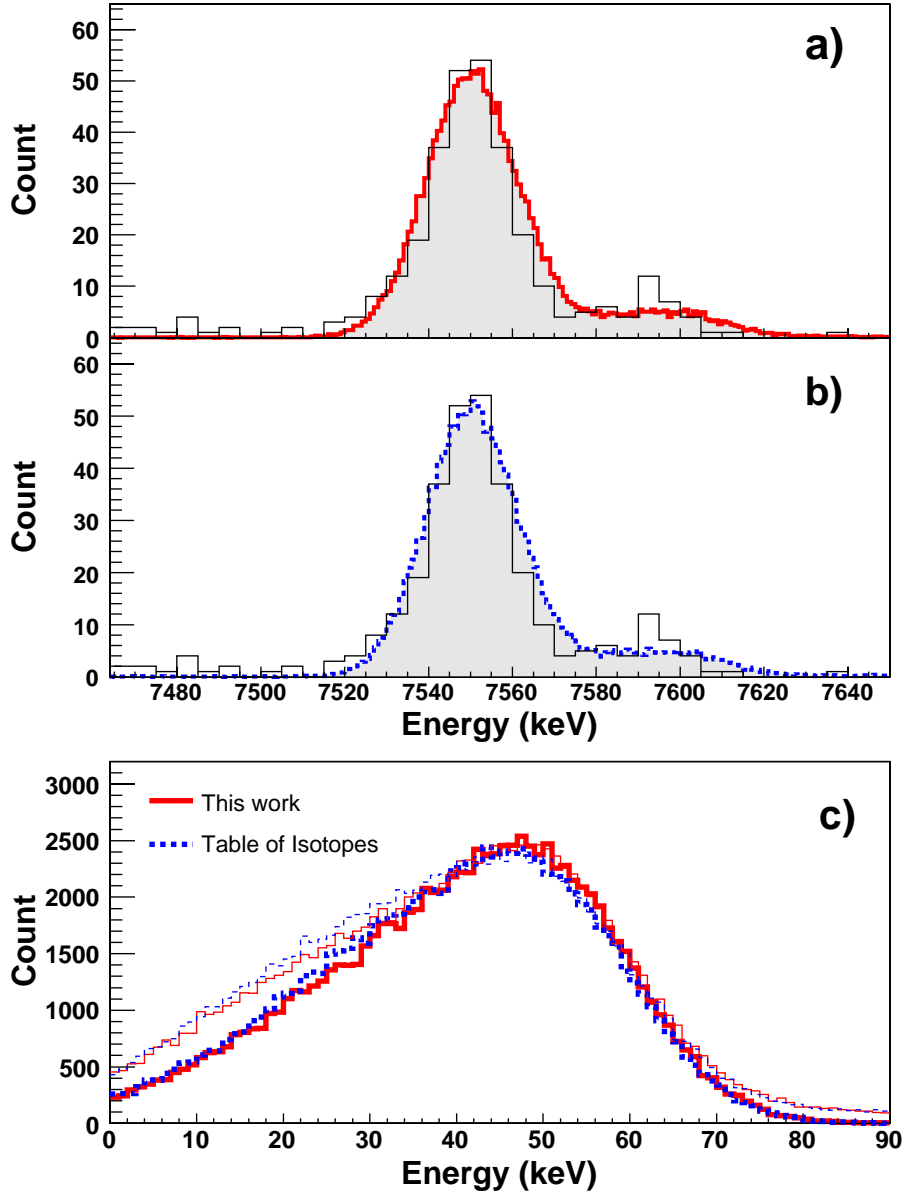 60
50
40
30
20
10
0
Count
a)
60
50
40
30
20
10
0
Count
b)
7480 7500 7520 7540 7560 7580 7600 7620 7640
Energy (keV)
3000
2500
2000
1500
1000
500
0
Count
This work
Table of Isotopes
c)
0 10 20 30 40 50 60 70 80 90
Energy (keV)